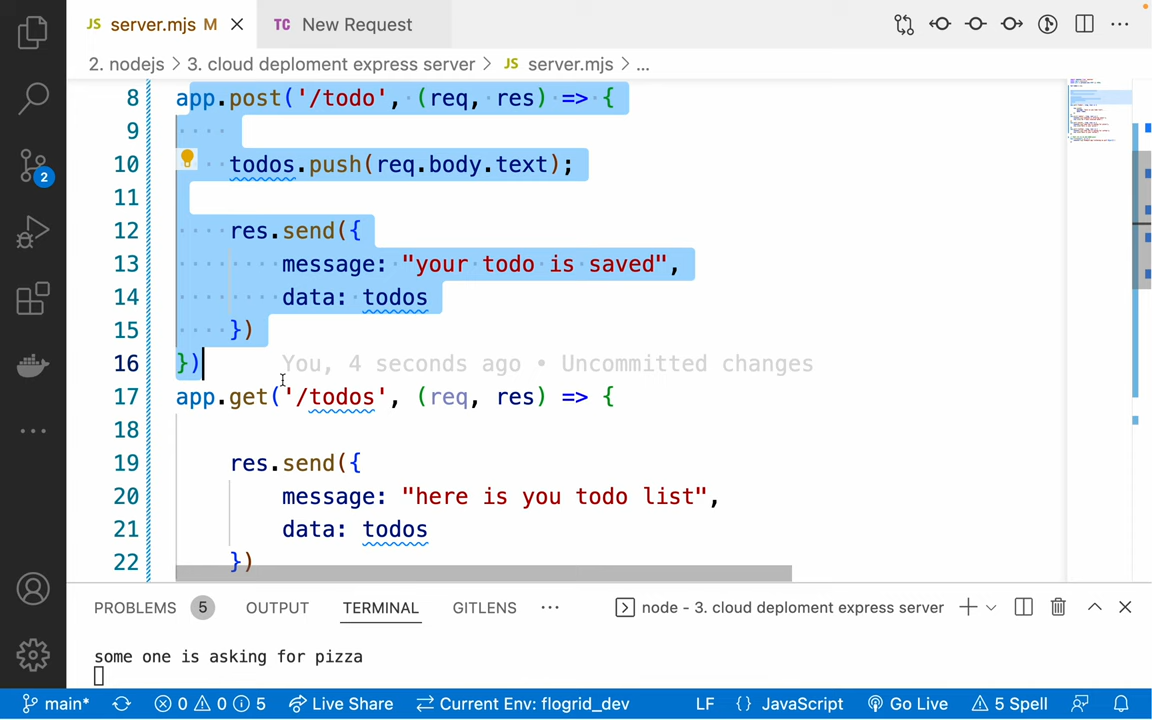 JS server.mjs M
TC New Request
2. nodejs > 3. cloud deploment express server > JS server.mjs > ...
8 app.post('/todo', (req, res) => {
9
10 todos.push(req.body.text);
11
12 res.send({
13 message: "your todo is saved",
14 data: todos
15 })
16 }) You, 4 seconds ago • Uncommitted changes
17 app.get('/todos', (req, res) => {
18
19 res.send({
20 message: "here is you todo list",
21 data: todos
22 })
2
PROBLEMS 5 OUTPUT TERMINAL GITLENS ... node - 3. cloud deploment express server
some one is asking for pizza
main* 0 0 5 Live Share Current Env: flogrid_dev LF {} JavaScript Go Live 5 Spell